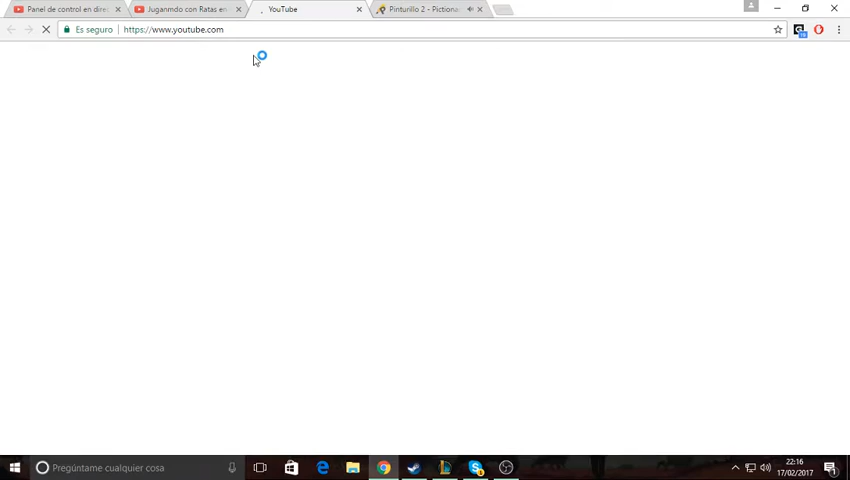 Panel de control en direc
Juganmdo con Ratas en
YouTube
Pinturillo 2 - Pictiona
Es seguro
https://www.youtube.com
Pregúntame cualquier cosa
22:16
17/02/2017